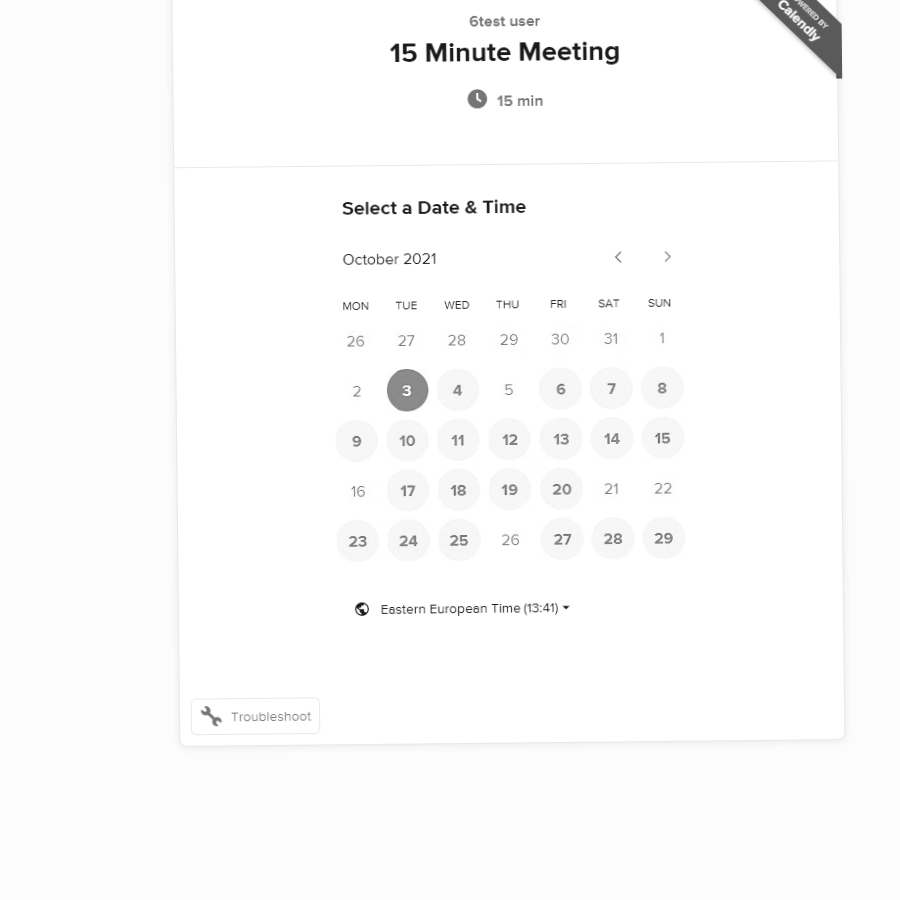 6test user
15 Minute Meeting
15 min
POWERED BY
Calendly
Select a Date & Time
October 2021
MON TUE WED THU FRI SAT SUN
26 27 28 29 30 31 1
2 3 4 5 6 7 8
9 10 11 12 13 14 15
16 17 18 19 20 21 22
23 24 25 26 27 28 29
Eastern European Time (13:41)
Troubleshoot